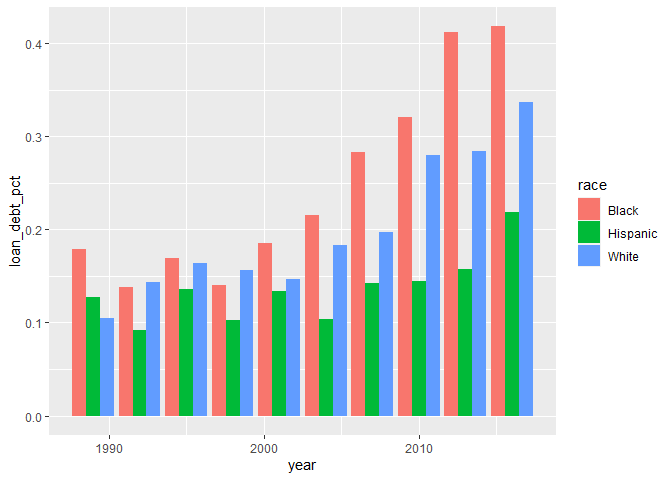 0.4
0.3
0.2
0.1
0.0
loan_debt_pct
1990
2000
2010
year
race
Black
Hispanic
White